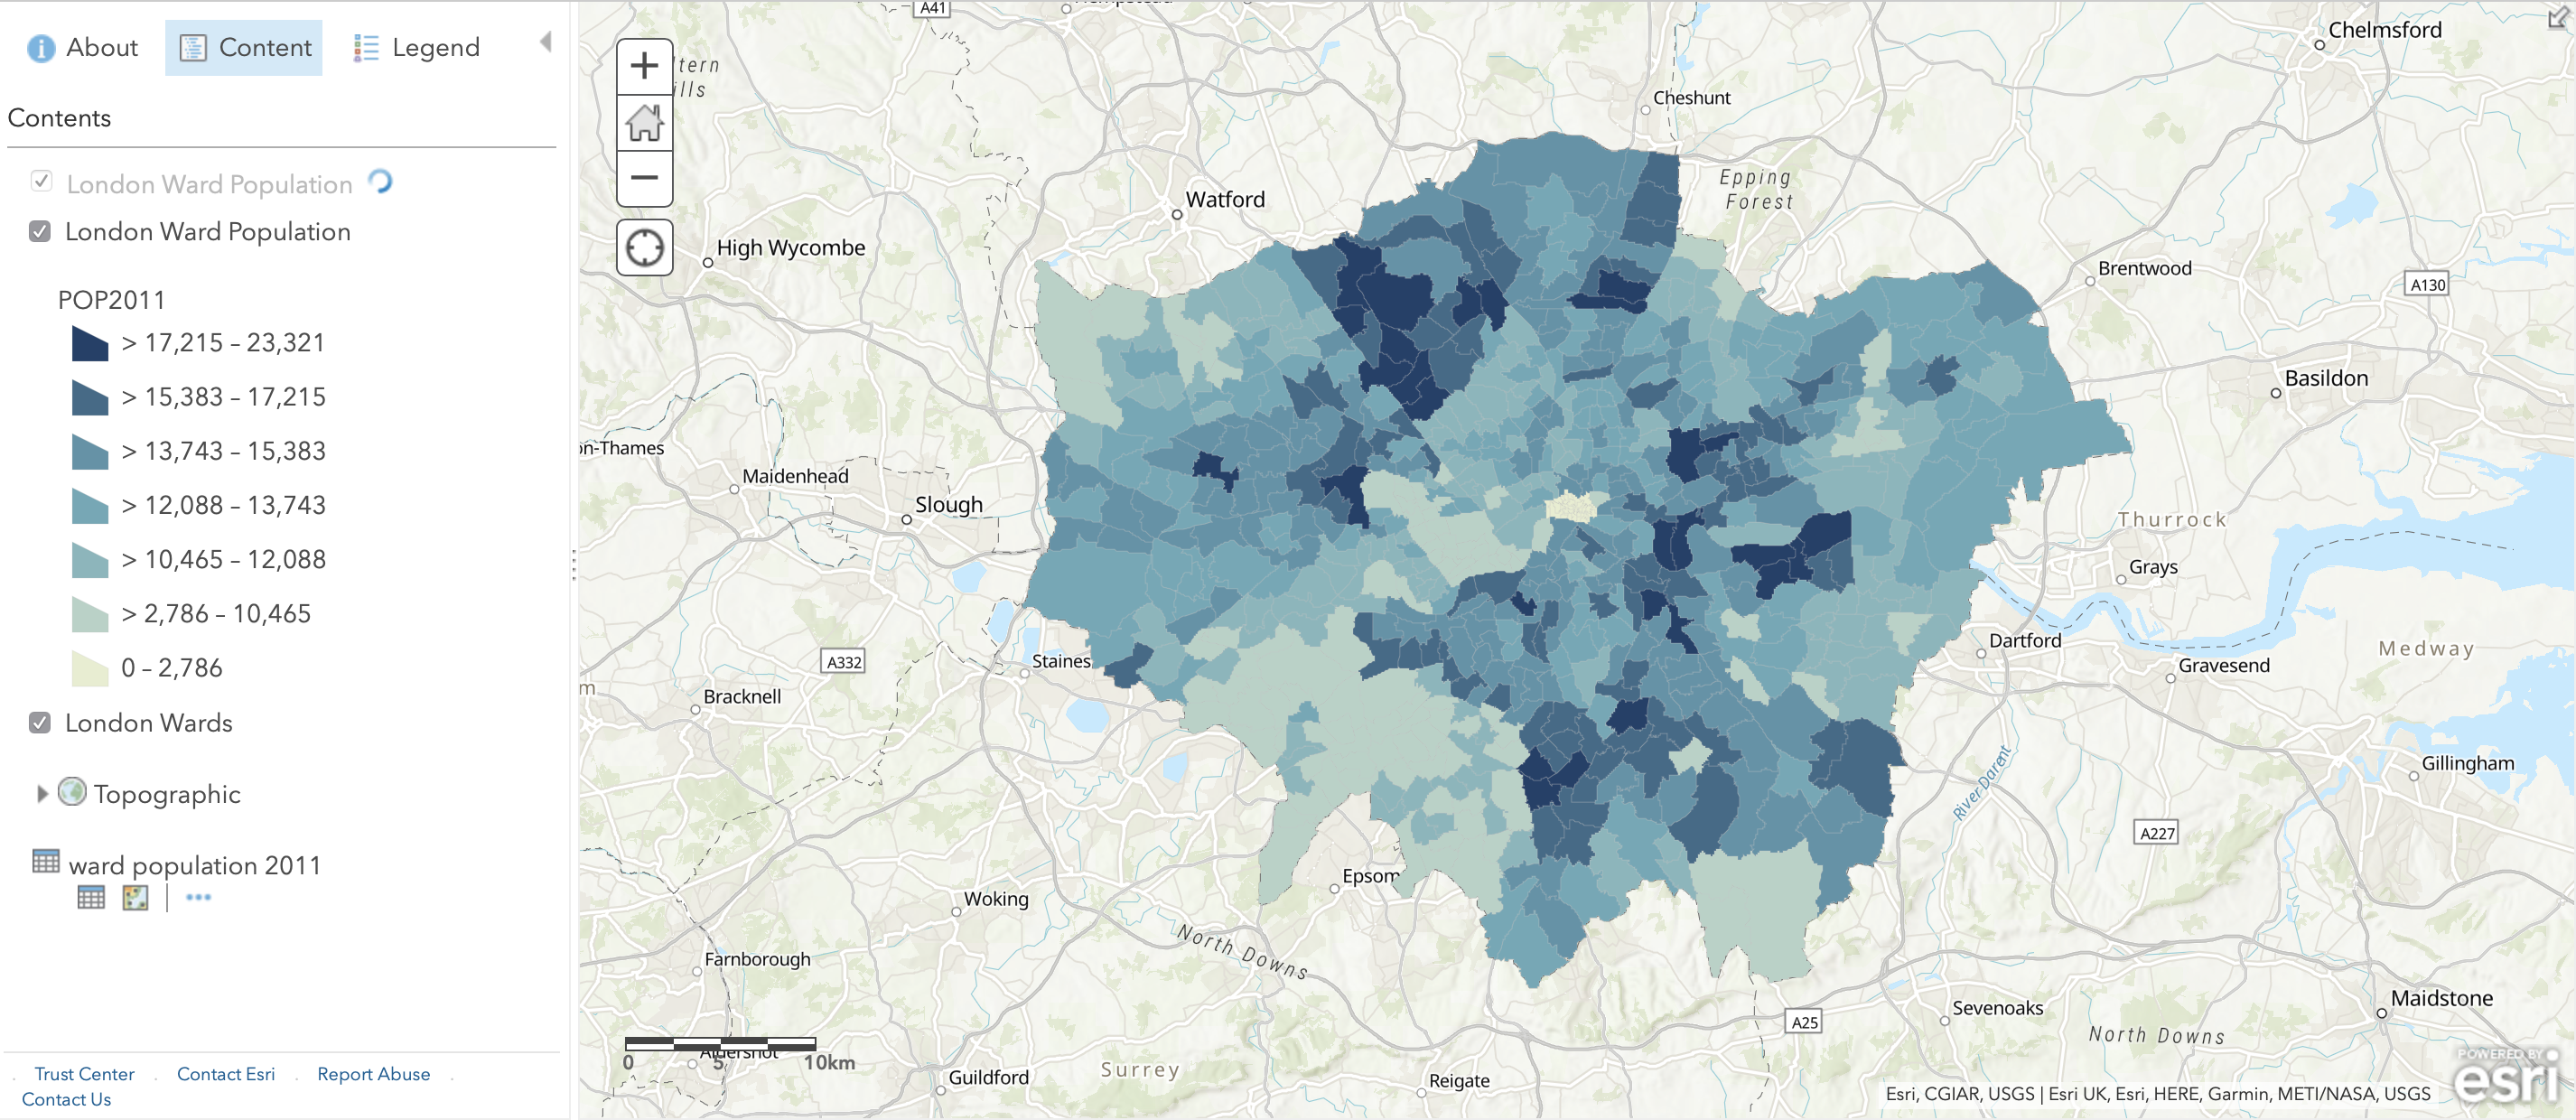 About
Content
Legend
Contents
London Ward Population
London Ward Population
POP2011
> 17,215 – 23,321
> 15,383 – 17,215
> 13,743 – 15,383
> 12,088 – 13,743
> 10,465 – 12,088
> 2,786 – 10,465
0 – 2,786
London Wards
Topographic
ward population 2011
Trust Center
Contact Esri
Report Abuse
Contact Us
A41
Chelmsford
Cheshunt
Epping
Forest
Watford
High Wycombe
Brentwood
A130
Basildon
on-Thames
Maidenhead
Slough
Thurrock
Grays
Dartford
Gravesend
Medway
A332
Staines
Bracknell
Gillingham
River Darent
A227
Epsom
Woking
North Downs
Farnborough
Sevenoaks
Maidstone
A25
North Downs
Aldershot
0 5 10km
Surrey
Guildford
Reigate
POWERED BY
esri
Esri, CGIAR, USGS | Esri UK, Esri, HERE, Garmin, METI/NASA, USGS